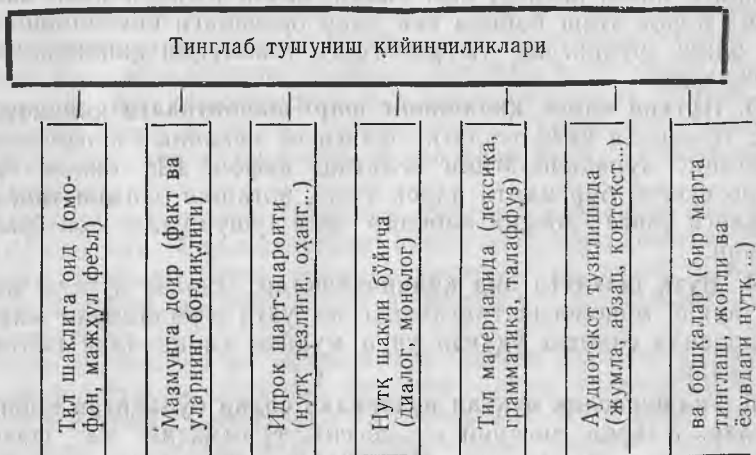 Тинглаб тушуниш қийинчиликлари
Тил шаклига оид (омо-
фон, мажҳул феъл)
Мазмунга доир (факт ва
уларнинг боғлиқлиги)
Идрок шарт-шароити
(нутқ тезлиги, оҳанг...)
Нутқ шакли бўйича
(диалог, монолог)
Тил материалида (лексика,
грамматика, талаффуз)
Аудиотекст тузилишида
(жумла, абзац, контекст...)
ва бошқалар (бир марта
тинглаш, жонли ва
ёзилган нутқ...)